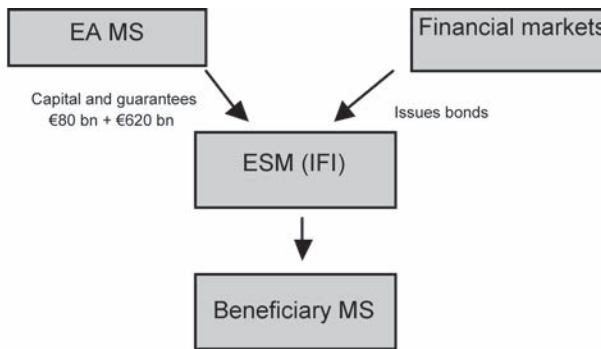 EA MS
Financial markets
Capital and guarantees
€80 bn + €620 bn
Issues bonds
ESM (IFI)
Beneficiary MS